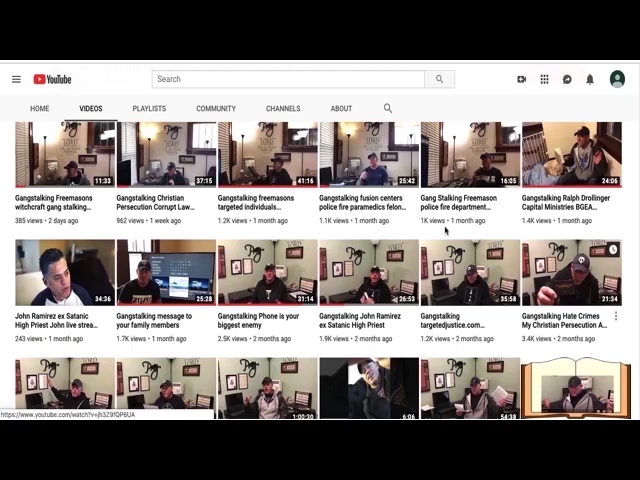 YouTube
Search
HOME VIDEOS PLAYLISTS COMMUNITY CHANNELS ABOUT
11:33 37:15 41:16 25:42 16:05 24:06
Gangstalking Freemasons witchcraft gang stalking...
385 views • 2 days ago
Gangstalking Christian Persecution Corrupt Law...
962 views • 1 week ago
Gangstalking freemasons targeted individuals...
1.2K views • 1 month ago
Gangstalking fusion centers police fire paramedics felon...
1.1K views • 1 month ago
Gang Stalking Freemason police fire department...
1K views • 1 month ago
Gangstalking Ralph Drollinger Capital Ministries BGEA...
1.4K views • 1 month ago
34:36 25:28 31:14 26:53 35:58 21:34
John Ramirez ex Satanic High Priest John live strea...
243 views • 1 month ago
Gangstalking message to your family members
1.7K views • 1 month ago
Gangstalking Phone is your biggest enemy
2.5K views • 2 months ago
Gangstalking John Ramirez ex Satanic High Priest
1.9K views • 2 months ago
Gangstalking targetedjustice.com...
1.2K views • 2 months ago
Gangstalking Hate Crimes My Christian Persecution A...
3.4K views • 2 months ago
1:00:30 6:06 54:38
https://www.youtube.com/watch?v=jh3Z9fQP6UA